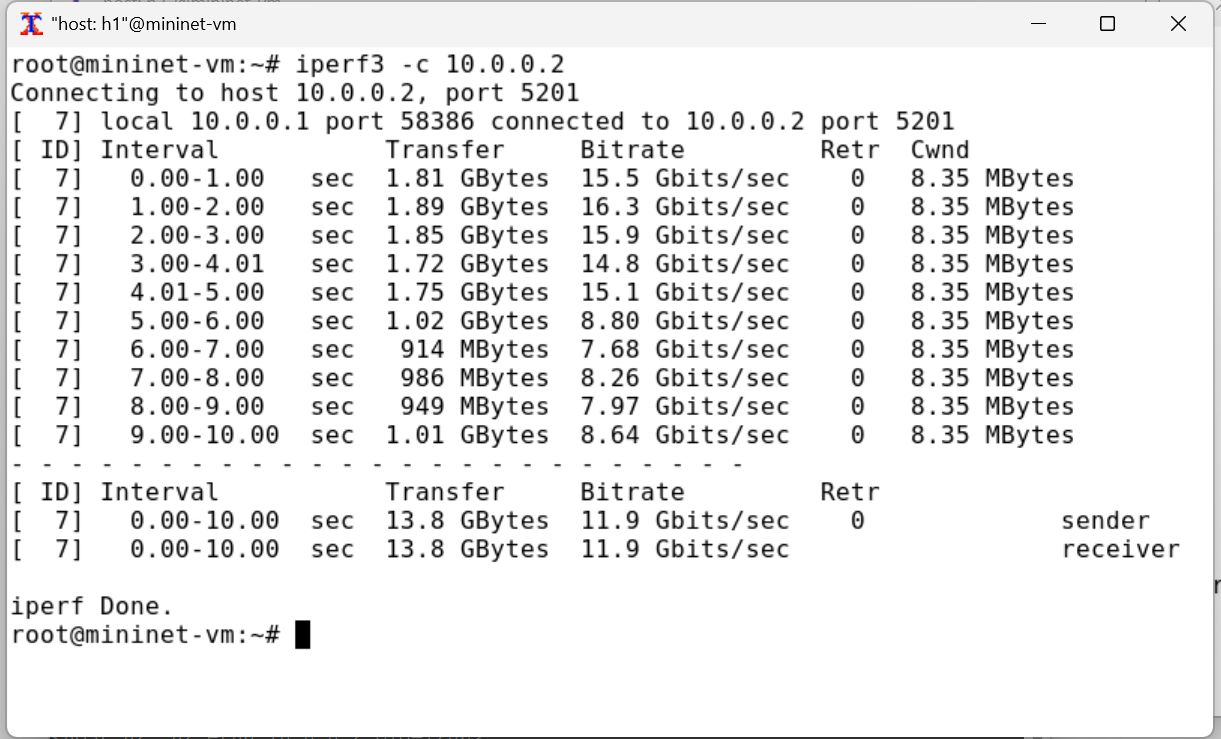 "host: h1"@mininet-vm
root@mininet-vm:~# iperf3 -c 10.0.0.2
Connecting to host 10.0.0.2, port 5201
[  7] local 10.0.0.1 port 58386 connected to 10.0.0.2 port 5201
[ ID] Interval           Transfer     Bitrate         Retr  Cwnd
[  7]   0.00-1.00   sec  1.81 GBytes  15.5 Gbits/sec    0   8.35 MBytes
[  7]   1.00-2.00   sec  1.89 GBytes  16.3 Gbits/sec    0   8.35 MBytes
[  7]   2.00-3.00   sec  1.85 GBytes  15.9 Gbits/sec    0   8.35 MBytes
[  7]   3.00-4.01   sec  1.72 GBytes  14.8 Gbits/sec    0   8.35 MBytes
[  7]   4.01-5.00   sec  1.75 GBytes  15.1 Gbits/sec    0   8.35 MBytes
[  7]   5.00-6.00   sec  1.02 GBytes  8.80 Gbits/sec    0   8.35 MBytes
[  7]   6.00-7.00   sec   914 MBytes  7.68 Gbits/sec    0   8.35 MBytes
[  7]   7.00-8.00   sec   986 MBytes  8.26 Gbits/sec    0   8.35 MBytes
[  7]   8.00-9.00   sec   949 MBytes  7.97 Gbits/sec    0   8.35 MBytes
[  7]   9.00-10.00  sec  1.01 GBytes  8.64 Gbits/sec    0   8.35 MBytes
- - - - - - - - - - - - - - - - - - - - - - - - -
[ ID] Interval           Transfer     Bitrate         Retr
[  7]   0.00-10.00  sec  13.8 GBytes  11.9 Gbits/sec    0             sender
[  7]   0.00-10.00  sec  13.8 GBytes  11.9 Gbits/sec                  receiver
iperf Done.
root@mininet-vm:~#